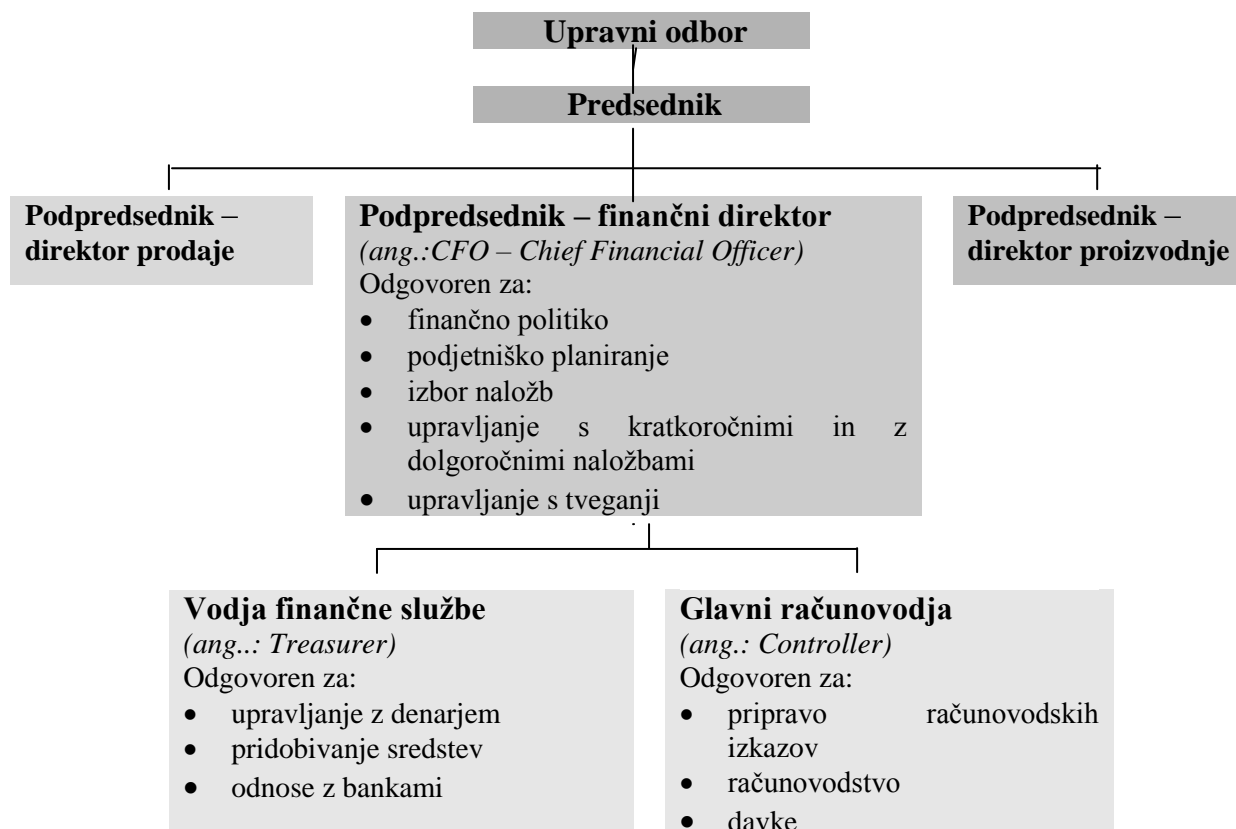 Upravni odbor
Predsednik
Podpredsednik –
direktor prodaje
Podpredsednik – finančni direktor
(ang.:CFO – Chief Financial Officer)
Odgovoren za:
• finančno politiko
• podjetniško planiranje
• izbor naložb
• upravljanje s kratkoročnimi in z
dolgoročnimi naložbami
• upravljanje s tveganji
Podpredsednik –
direktor proizvodnje
Vodja finančne službe
(ang..: Treasurer)
Odgovoren za:
• upravljanje z denarjem
• pridobivanje sredstev
• odnose z bankami
Glavni računovodja
(ang.: Controller)
Odgovoren za:
• pripravo računovodskih
izkazov
• računovodstvo
• davke